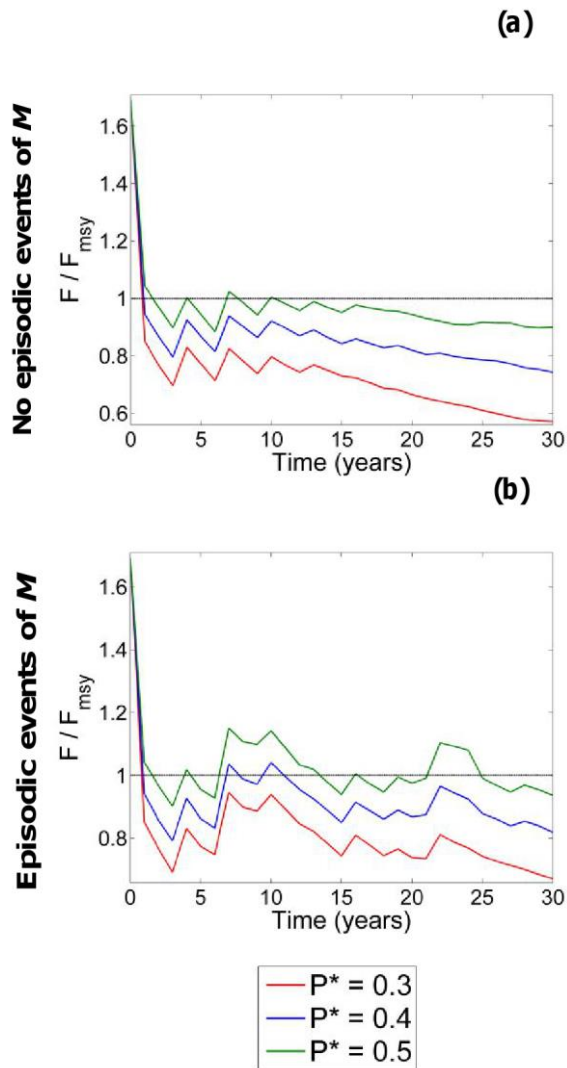 (a)
No episodic events of M
F / Fmsy
1.6
1.4
1.2
1
0.8
0.6
0 5 10 15 20 25 30
Time (years)
(b)
Episodic events of M
F / Fmsy
1.6
1.4
1.2
1
0.8
0 5 10 15 20 25 30
Time (years)
P* = 0.3
P* = 0.4
P* = 0.5